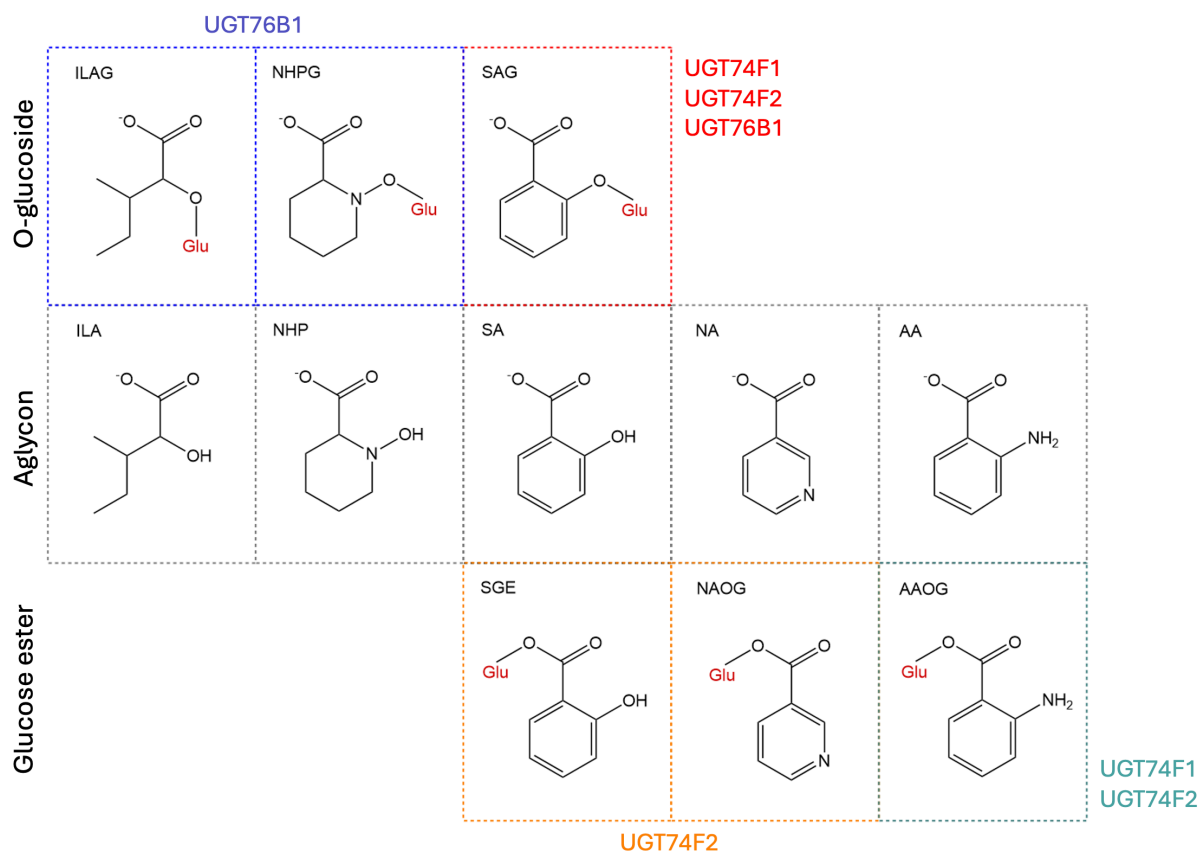 UGT76B1
O-glucoside
ILAG
NHPG
SAG
UGT74F1
UGT74F2
UGT76B1
⁻O
O
O
Glu
⁻O
O
N
O
Glu
⁻O
O
O
Glu
Aglycon
ILA
NHP
SA
NA
AA
⁻O
O
OH
⁻O
O
N
OH
⁻O
O
OH
⁻O
O
N
⁻O
O
NH₂
Glucose ester
SGE
NAOG
AAOG
O
O
Glu
OH
O
O
Glu
N
O
O
Glu
NH₂
UGT74F1
UGT74F2
UGT74F2